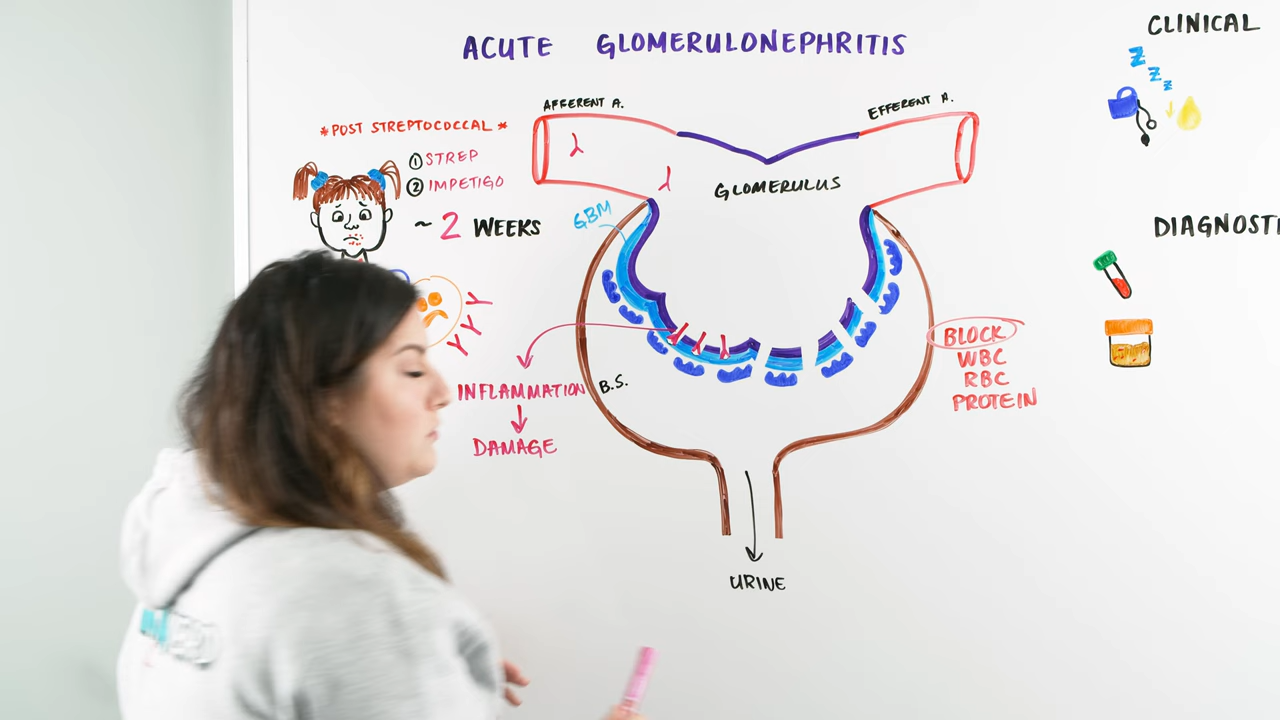 ACUTE GLOMERULONEPHRITIS
CLINICAL
Z
Z
Z
AFFERENT A.
EFFERENT A.
*POST STREPTOCOCCAL*
① STREP
② IMPETIGO
~ 2 WEEKS
GLOMERULUS
GBM
DIAGNOSTI
BLOCK
WBC
RBC
PROTEIN
INFLAMMATION
B.S.
DAMAGE
URINE